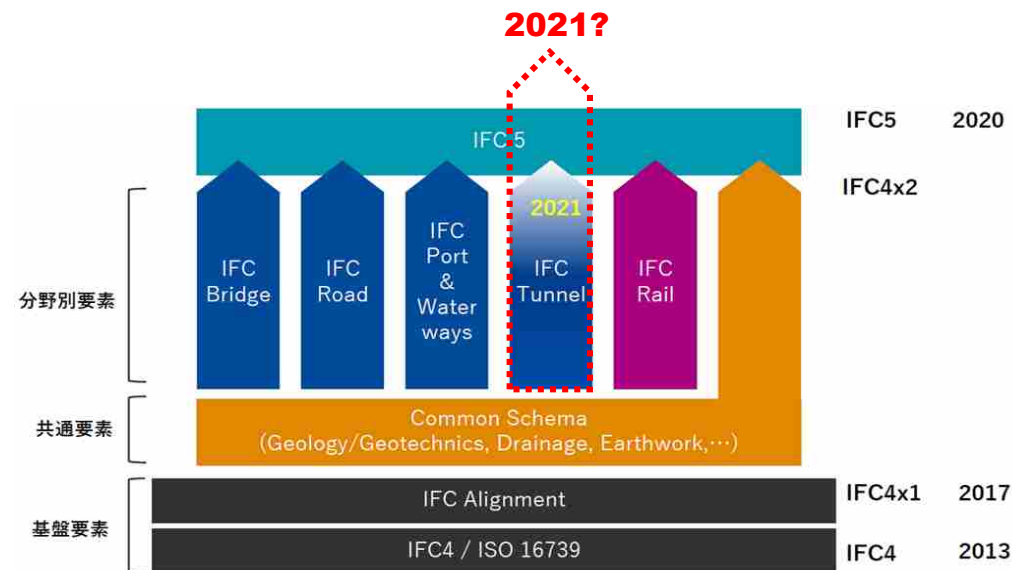 2021?
IFC 5
IFC5 2020
IFC4x2
分野別要素
IFC
Bridge
IFC
Road
IFC
Port
&
Water
ways
2021
IFC
Tunnel
IFC
Rail
共通要素
Common Schema
(Geology/Geotechnics, Drainage, Earthwork,…)
基盤要素
IFC Alignment
IFC4x1 2017
IFC4 / ISO 16739
IFC4 2013